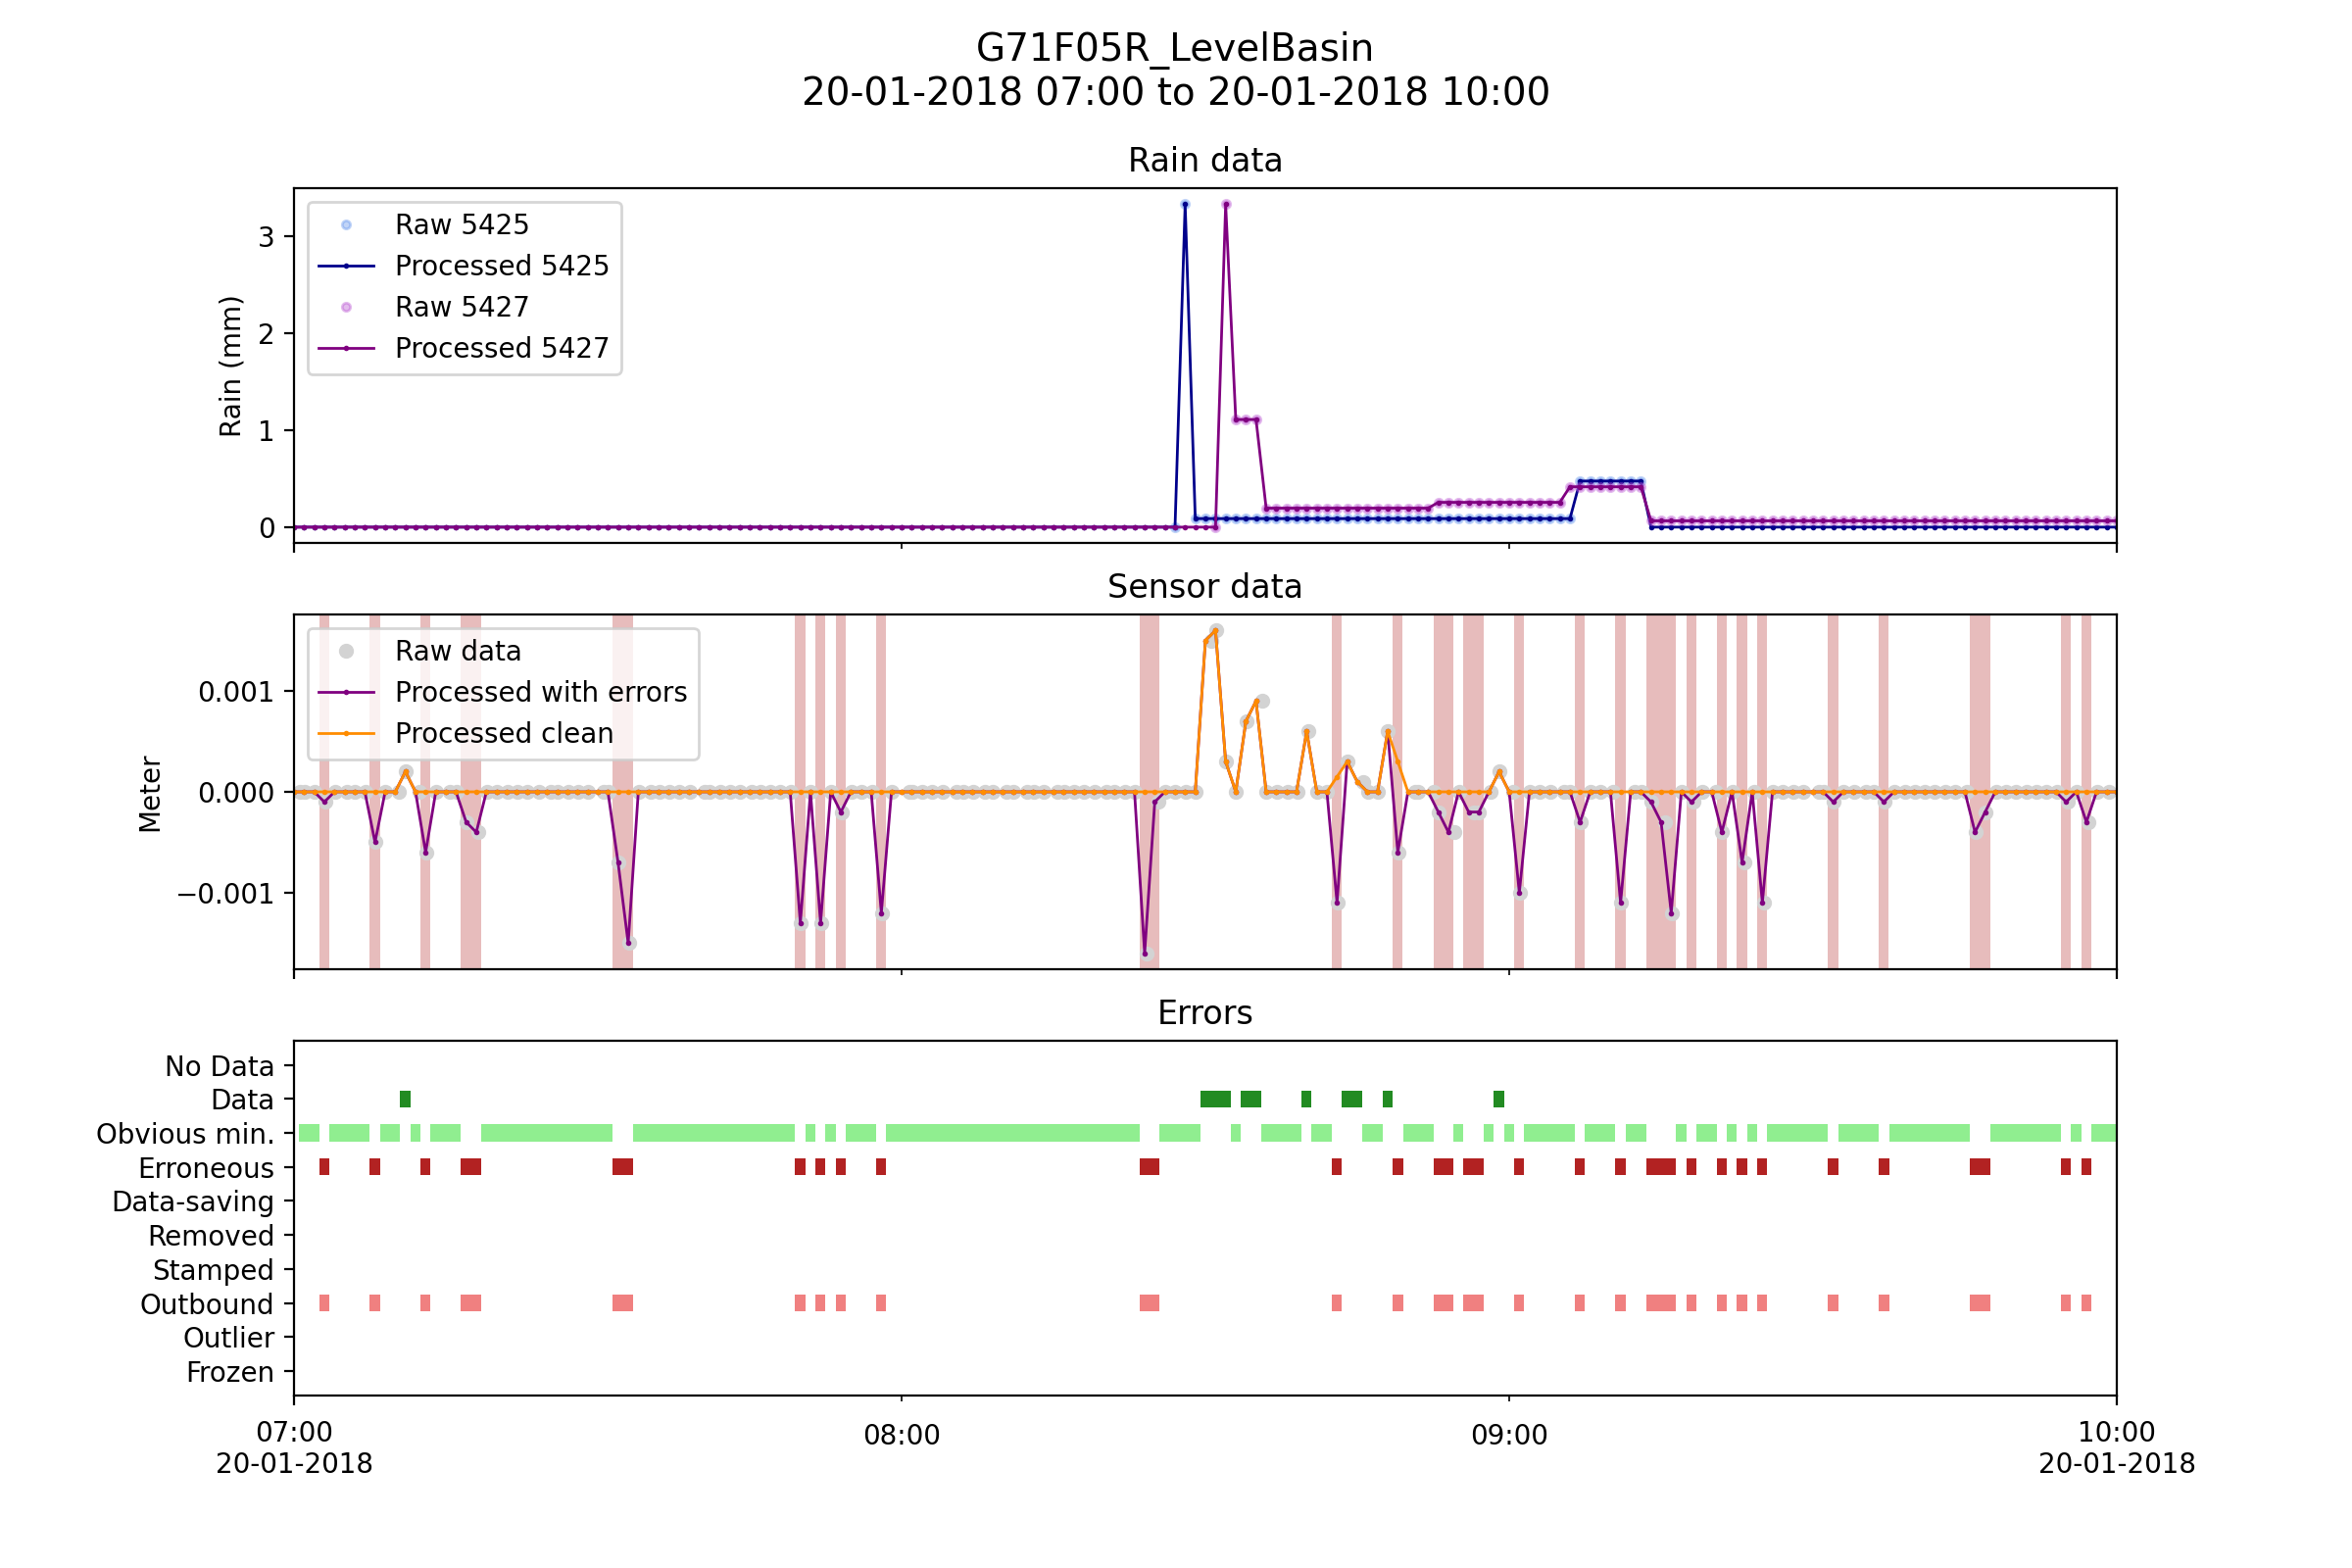 G71F05R_LevelBasin
20-01-2018 07:00 to 20-01-2018 10:00
Rain data
Rain (mm)
3
2
1
0
Raw 5425
Processed 5425
Raw 5427
Processed 5427
Sensor data
Meter
0.001
0.000
−0.001
Raw data
Processed with errors
Processed clean
Errors
No Data
Data
Obvious min.
Erroneous
Data-saving
Removed
Stamped
Outbound
Outlier
Frozen
07:00
20-01-2018
08:00
09:00
10:00
20-01-2018